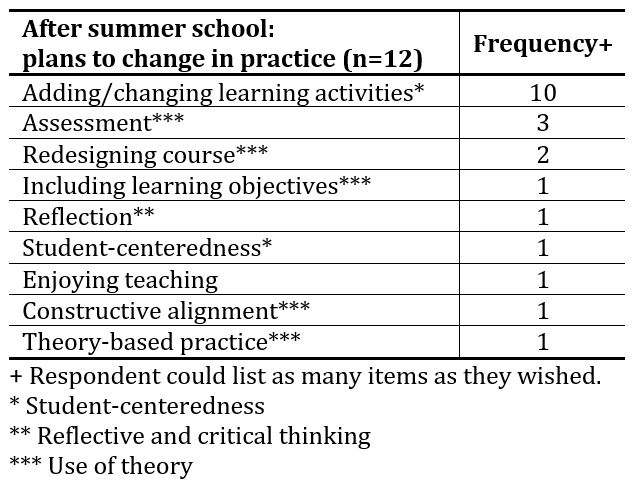 After summer school: 
plans to change in practice (n=12) Frequency+
Adding/changing learning activities* 10
Assessment*** 3
Redesigning course*** 2
Including learning objectives*** 1
Reflection** 1
Student-centeredness* 1
Enjoying teaching 1
Constructive alignment*** 1
Theory-based practice*** 1
+ Respondent could list as many items as they wished.
* Student-centeredness
** Reflective and critical thinking
*** Use of theory